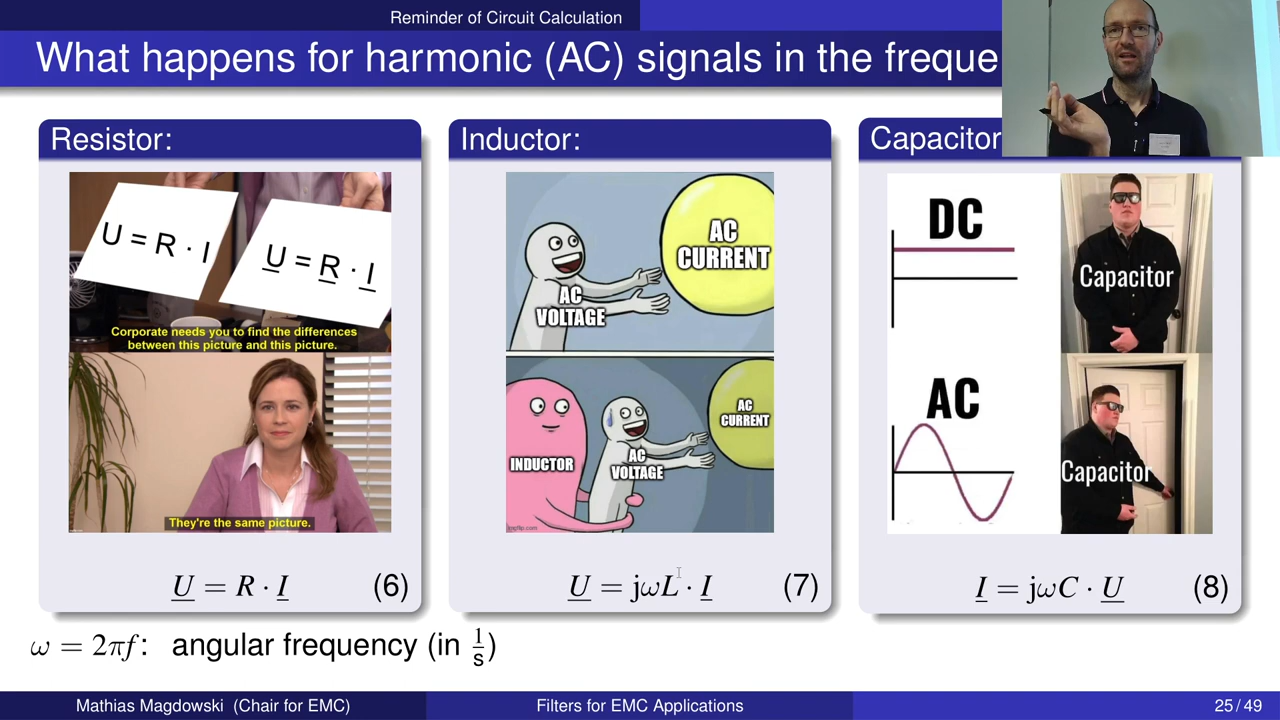 Reminder of Circuit Calculation
What happens for harmonic (AC) signals in the freque
Resistor:
U = R · I
U = R · I
Corporate needs you to find the differences
between this picture and this picture.
They're the same picture.
U = R · I (6)
Inductor:
AC
CURRENT
AC
VOLTAGE
AC
CURRENT
INDUCTOR
AC
VOLTAGE
imgflip.com
U = jωL · I (7)
Capacitor
DC
Capacitor
AC
Capacitor
I = jωC · U (8)
ω = 2πf: angular frequency (in 1/s)
Mathias Magdowski (Chair for EMC)
Filters for EMC Applications
25 / 49